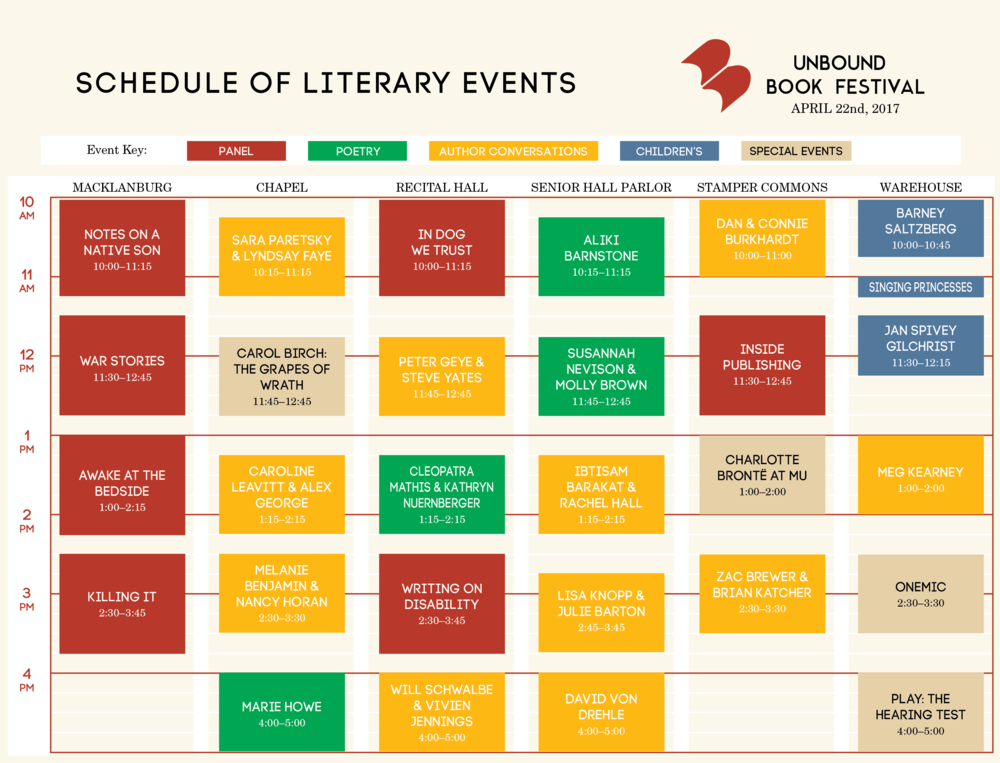 SCHEDULE OF LITERARY EVENTS
UNBOUND
BOOK FESTIVAL
APRIL 22nd, 2017
Event Key:
PANEL
POETRY
AUTHOR CONVERSATIONS
CHILDREN'S
SPECIAL EVENTS
MACKLANBURG
CHAPEL
RECITAL HALL
SENIOR HALL PARLOR
STAMPER COMMONS
WAREHOUSE
10
AM
NOTES ON A
NATIVE SON
10:00–11:15
SARA PARETSKY
& LYNDSAY FAYE
10:15–11:15
IN DOG
WE TRUST
10:00–11:15
ALIKI
BARNSTONE
10:15–11:15
DAN & CONNIE
BURKHARDT
10:00–11:00
BARNEY
SALTZBERG
10:00–10:45
11
AM
SINGING PRINCESSES
12
PM
WAR STORIES
11:30–12:45
CAROL BIRCH:
THE GRAPES OF
WRATH
11:45–12:45
PETER GEYE &
STEVE YATES
11:45–12:45
SUSANNAH
NEVISON &
MOLLY BROWN
11:45–12:45
INSIDE
PUBLISHING
11:30–12:45
JAN SPIVEY
GILCHRIST
11:30–12:15
1
PM
AWAKE AT THE
BEDSIDE
1:00–2:15
CAROLINE
LEAVITT & ALEX
GEORGE
1:15–2:15
CLEOPATRA
MATHIS & KATHRYN
NUERNBERGER
1:15–2:15
IBTISAM
BARAKAT &
RACHEL HALL
1:15–2:15
CHARLOTTE
BRONTË AT MU
1:00–2:00
MEG KEARNEY
1:00–2:00
2
PM
3
PM
KILLING IT
2:30–3:45
MELANIE
BENJAMIN &
NANCY HORAN
2:30–3:30
WRITING ON
DISABILITY
2:30–3:45
LISA KNOPP &
JULIE BARTON
2:45–3:45
ZAC BREWER &
BRIAN KATCHER
2:30–3:30
ONEMIC
2:30–3:30
4
PM
MARIE HOWE
4:00–5:00
WILL SCHWALBE
& VIVIEN
JENNINGS
4:00–5:00
DAVID VON
DREHLE
4:00–5:00
PLAY: THE
HEARING TEST
4:00–5:00